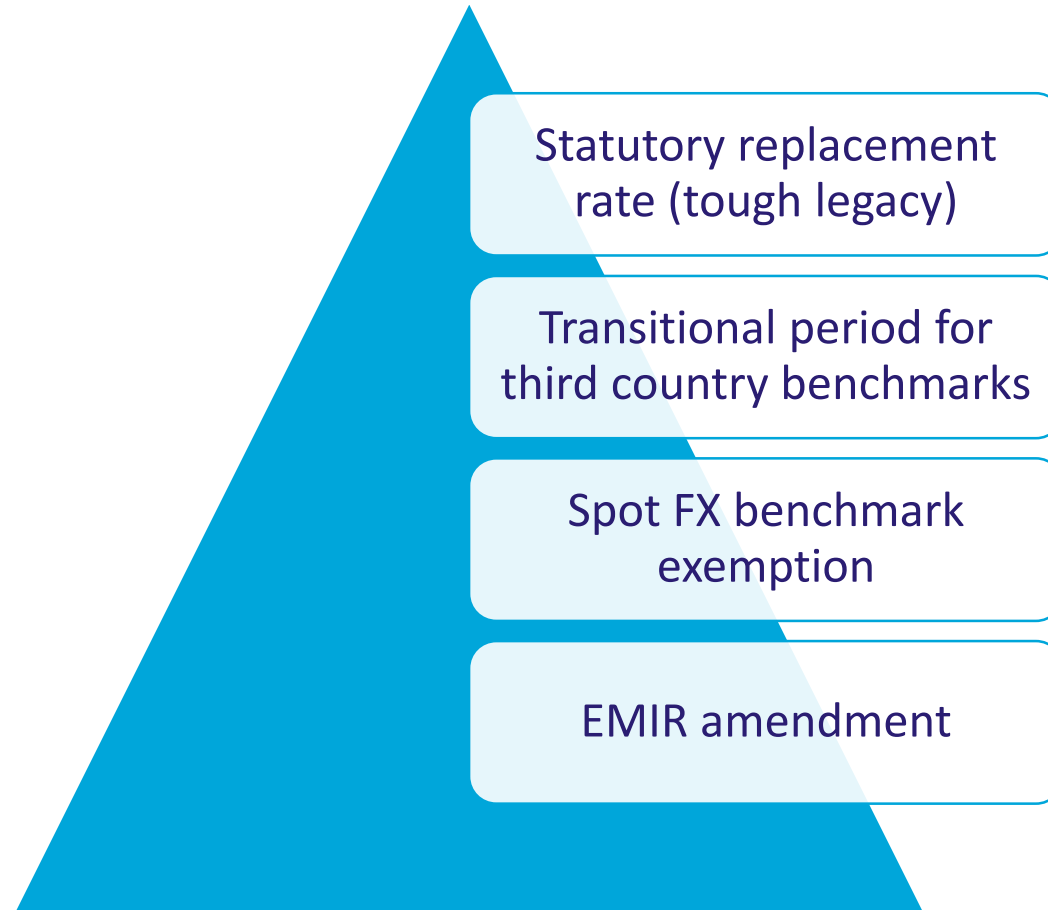 Statutory replacement
rate (tough legacy)
Transitional period for
third country benchmarks
Spot FX benchmark
exemption
EMIR amendment